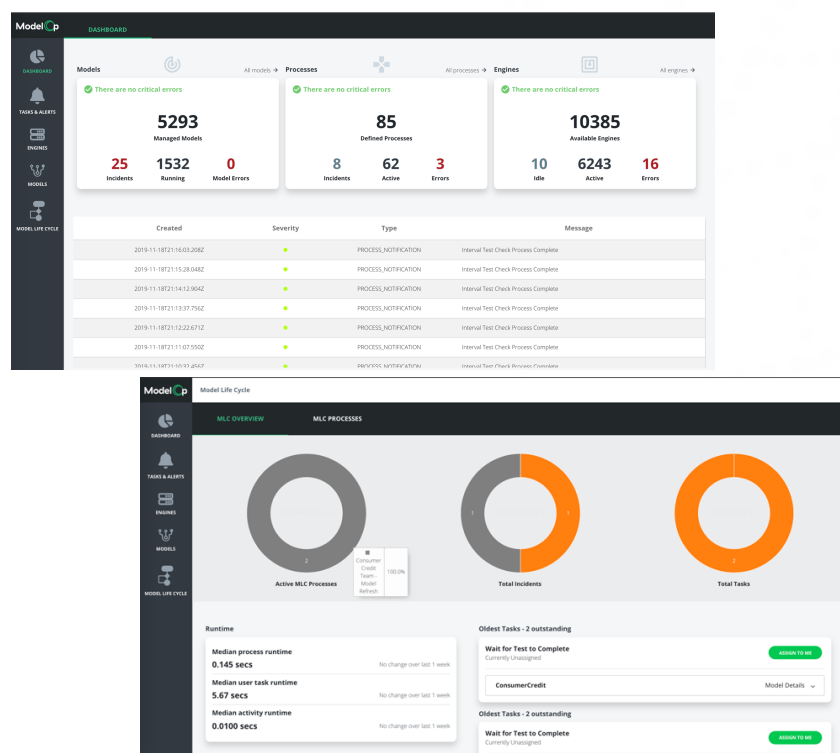 ModelOp
DASHBOARD
DASHBOARD
TASKS & ALERTS
ENGINES
MODELS
MODEL LIFE CYCLE
Models
All models →
There are no critical errors
5293
Managed Models
25 1532 0
Incidents Running Model Errors
Processes
All processes →
There are no critical errors
85
Defined Processes
8 62 3
Incidents Active Errors
Engines
All engines →
There are no critical errors
10385
Available Engines
10 6243 16
Idle Active Errors
Created Severity Type Message
2019-11-18T21:16:03.208Z PROCESS_NOTIFICATION Interval Test Check Process Complete
2019-11-18T21:15:28.048Z PROCESS_NOTIFICATION Interval Test Check Process Complete
2019-11-18T21:14:12.904Z PROCESS_NOTIFICATION Interval Test Check Process Complete
2019-11-18T21:13:37.756Z PROCESS_NOTIFICATION Interval Test Check Process Complete
2019-11-18T21:12:22.671Z PROCESS_NOTIFICATION Interval Test Check Process Complete
2019-11-18T21:11:07.550Z PROCESS_NOTIFICATION Interval Test Check Process Complete
2019-11-18T21:10:32.456Z PROCESS_NOTIFICATION Interval Test Check Process Complete
ModelOp
Model Life Cycle
DASHBOARD
TASKS & ALERTS
ENGINES
MODELS
MODEL LIFE CYCLE
MLC OVERVIEW MLC PROCESSES
2
Consumer
Credit
Team -
Model
Refresh
100.0%
Active MLC Processes
1 1
Total Incidents
2
Total Tasks
Runtime
Median process runtime
0.145 secs No change over last 1 week
Median user task runtime
5.67 secs No change over last 1 week
Median activity runtime
0.0100 secs No change over last 1 week
Oldest Tasks - 2 outstanding
Wait for Test to Complete
Currently Unassigned
ASSIGN TO ME
ConsumerCredit Model Details
Oldest Tasks - 2 outstanding
Wait for Test to Complete
Currently Unassigned
ASSIGN TO ME